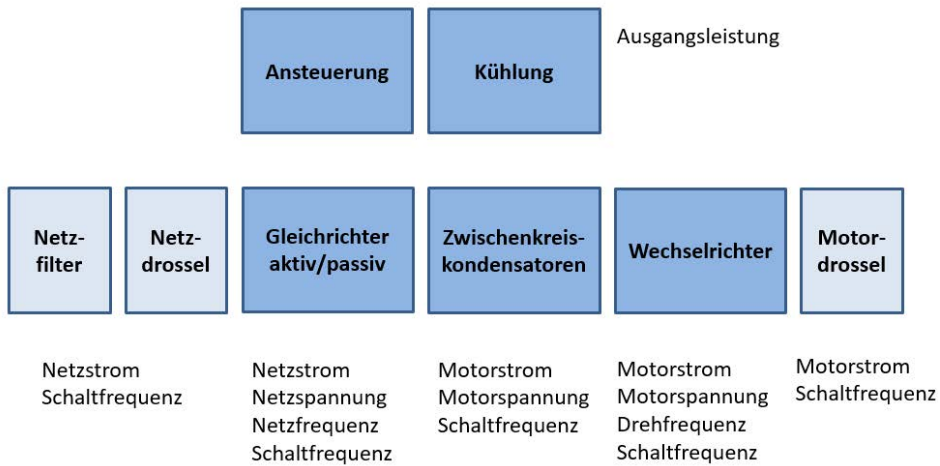 Ansteuerung
Kühlung
Ausgangsleistung
Netz-
filter
Netz-
drossel
Gleichrichter
aktiv/passiv
Zwischenkreis-
kondensatoren
Wechselrichter
Motor-
drossel
Netzstrom
Schaltfrequenz
Netzstrom
Netzspannung
Netzfrequenz
Schaltfrequenz
Motorstrom
Motorspannung
Schaltfrequenz
Motorstrom
Motorspannung
Drehfrequenz
Schaltfrequenz
Motorstrom
Schaltfrequenz